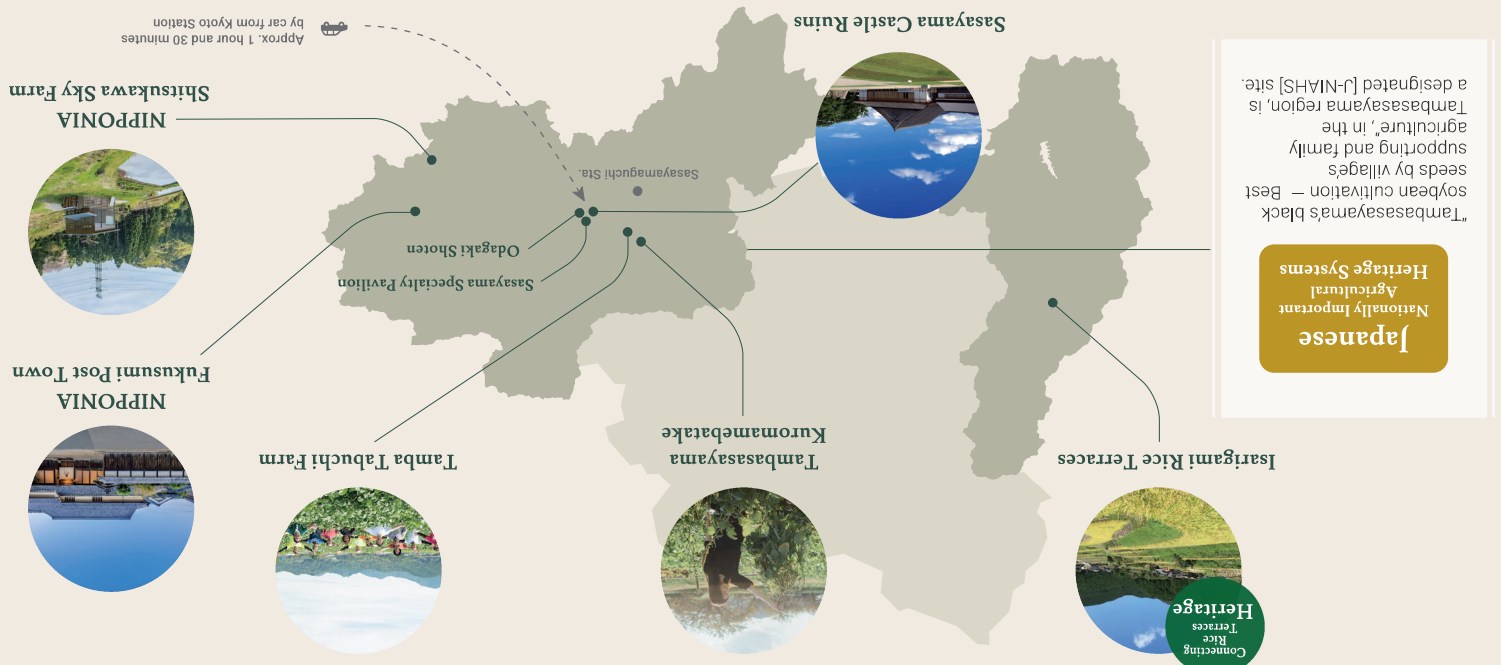 Connecting
Rice
Terraces
Heritage
Isarigami Rice Terraces
Tambasasayama
Kuromamebatake
Tamba Tabuchi Farm
NIPPONIA
Fukusumi Post Town
Japanese
Nationally Important
Agricultural
Heritage Systems
"Tambasasayama's black
soybean cultivation — Best
seeds by village's
supporting and family
agriculture", in the
Tambasasayama region, is
a designated [J-NIAHS] site.
Sasayama Specialty Pavilion
Odagaki Shoten
Sasayamaguchi Sta.
NIPPONIA
Shitsukawa Sky Farm
Sasayama Castle Ruins
Approx. 1 hour and 30 minutes
by car from Kyoto Station